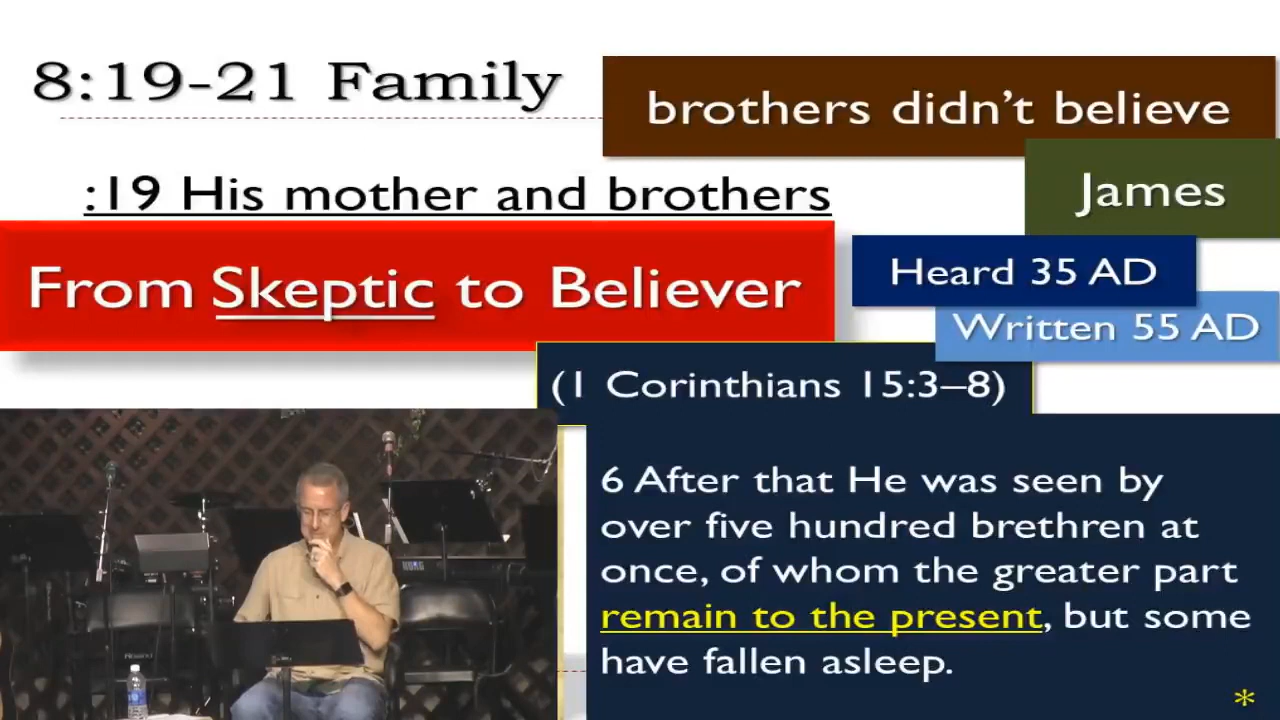 8:19-21 Family
brothers didn't believe
James
:19 His mother and brothers
From Skeptic to Believer
Heard 35 AD
Written 55 AD
(1 Corinthians 15:3–8)
6 After that He was seen by
over five hundred brethren at
once, of whom the greater part
remain to the present, but some
have fallen asleep.
*
KORG